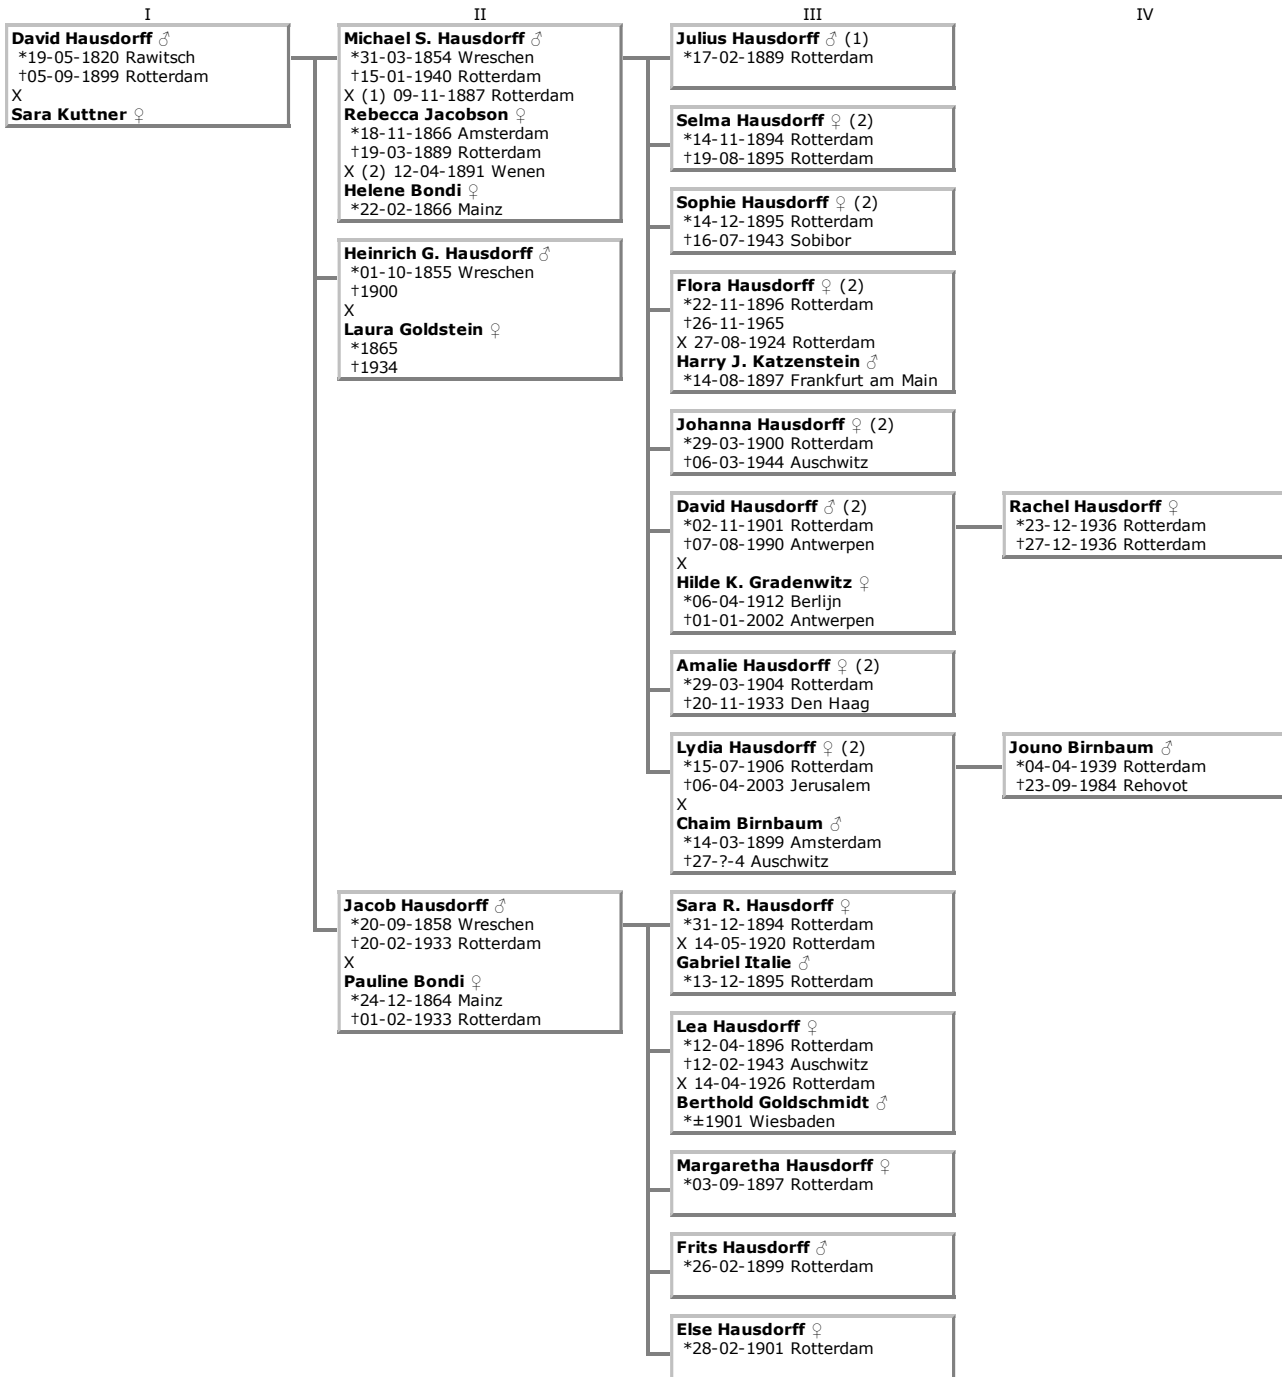 I
II
III
IV
David Hausdorff ♂
*19-05-1820 Rawitsch
†05-09-1899 Rotterdam
X
Sara Kuttner ♀
Michael S. Hausdorff ♂
*31-03-1854 Wreschen
†15-01-1940 Rotterdam
X (1) 09-11-1887 Rotterdam
Rebecca Jacobson ♀
*18-11-1866 Amsterdam
†19-03-1889 Rotterdam
X (2) 12-04-1891 Wenen
Helene Bondi ♀
*22-02-1866 Mainz
Julius Hausdorff ♂ (1)
*17-02-1889 Rotterdam
Selma Hausdorff ♀ (2)
*14-11-1894 Rotterdam
†19-08-1895 Rotterdam
Sophie Hausdorff ♀ (2)
*14-12-1895 Rotterdam
†16-07-1943 Sobibor
Flora Hausdorff ♀ (2)
*22-11-1896 Rotterdam
†26-11-1965
X 27-08-1924 Rotterdam
Harry J. Katzenstein ♂
*14-08-1897 Frankfurt am Main
Johanna Hausdorff ♀ (2)
*29-03-1900 Rotterdam
†06-03-1944 Auschwitz
David Hausdorff ♂ (2)
*02-11-1901 Rotterdam
†07-08-1990 Antwerpen
X
Hilde K. Gradenwitz ♀
*06-04-1912 Berlijn
†01-01-2002 Antwerpen
Rachel Hausdorff ♀
*23-12-1936 Rotterdam
†27-12-1936 Rotterdam
Amalie Hausdorff ♀ (2)
*29-03-1904 Rotterdam
†20-11-1933 Den Haag
Lydia Hausdorff ♀ (2)
*15-07-1906 Rotterdam
†06-04-2003 Jerusalem
X
Chaim Birnbaum ♂
*14-03-1899 Amsterdam
†27-?-4 Auschwitz
Jouno Birnbaum ♂
*04-04-1939 Rotterdam
†23-09-1984 Rehovot
Heinrich G. Hausdorff ♂
*01-10-1855 Wreschen
†1900
X
Laura Goldstein ♀
*1865
†1934
Jacob Hausdorff ♂
*20-09-1858 Wreschen
†20-02-1933 Rotterdam
X
Pauline Bondi ♀
*24-12-1864 Mainz
†01-02-1933 Rotterdam
Sara R. Hausdorff ♀
*31-12-1894 Rotterdam
X 14-05-1920 Rotterdam
Gabriel Italie ♂
*13-12-1895 Rotterdam
Lea Hausdorff ♀
*12-04-1896 Rotterdam
†12-02-1943 Auschwitz
X 14-04-1926 Rotterdam
Berthold Goldschmidt ♂
*±1901 Wiesbaden
Margaretha Hausdorff ♀
*03-09-1897 Rotterdam
Frits Hausdorff ♂
*26-02-1899 Rotterdam
Else Hausdorff ♀
*28-02-1901 Rotterdam